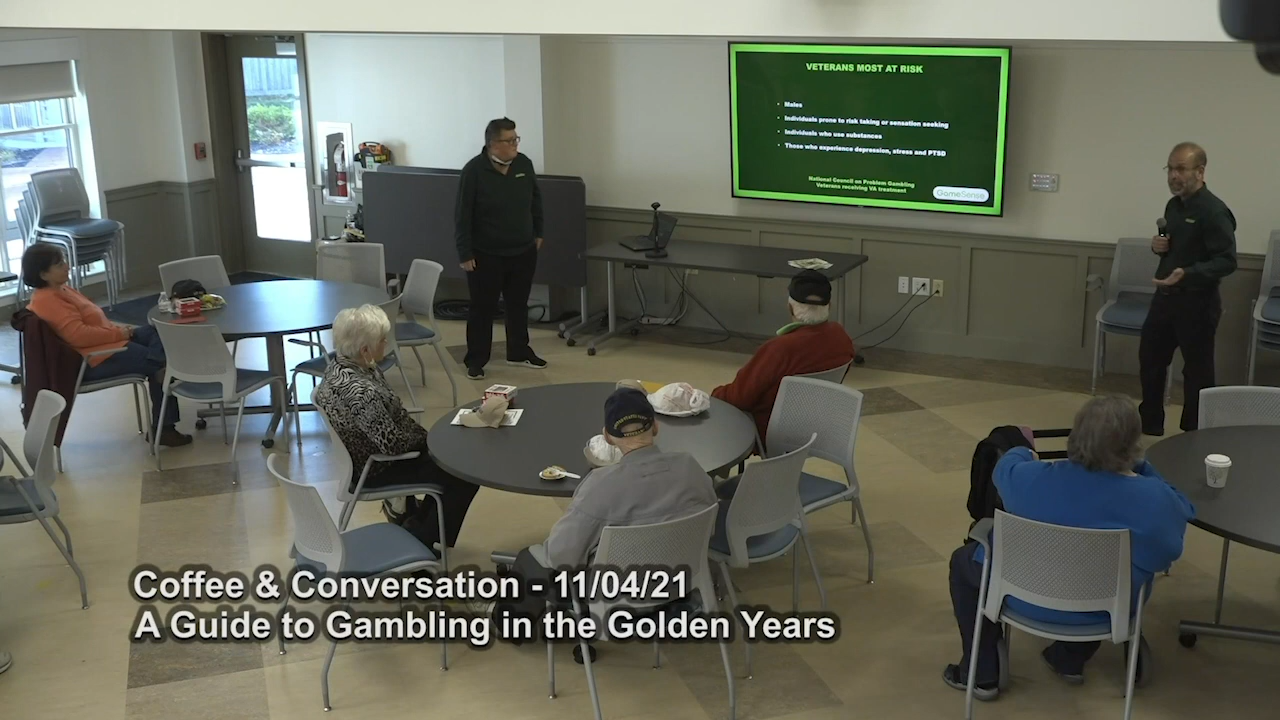 VETERANS MOST AT RISK
• Males
• Individuals prone to risk taking or sensation seeking
• Individuals who use substances
• Those who experience depression, stress and PTSD
National Council on Problem Gambling
Veterans receiving VA treatment
GameSense
Coffee & Conversation - 11/04/21
A Guide to Gambling in the Golden Years